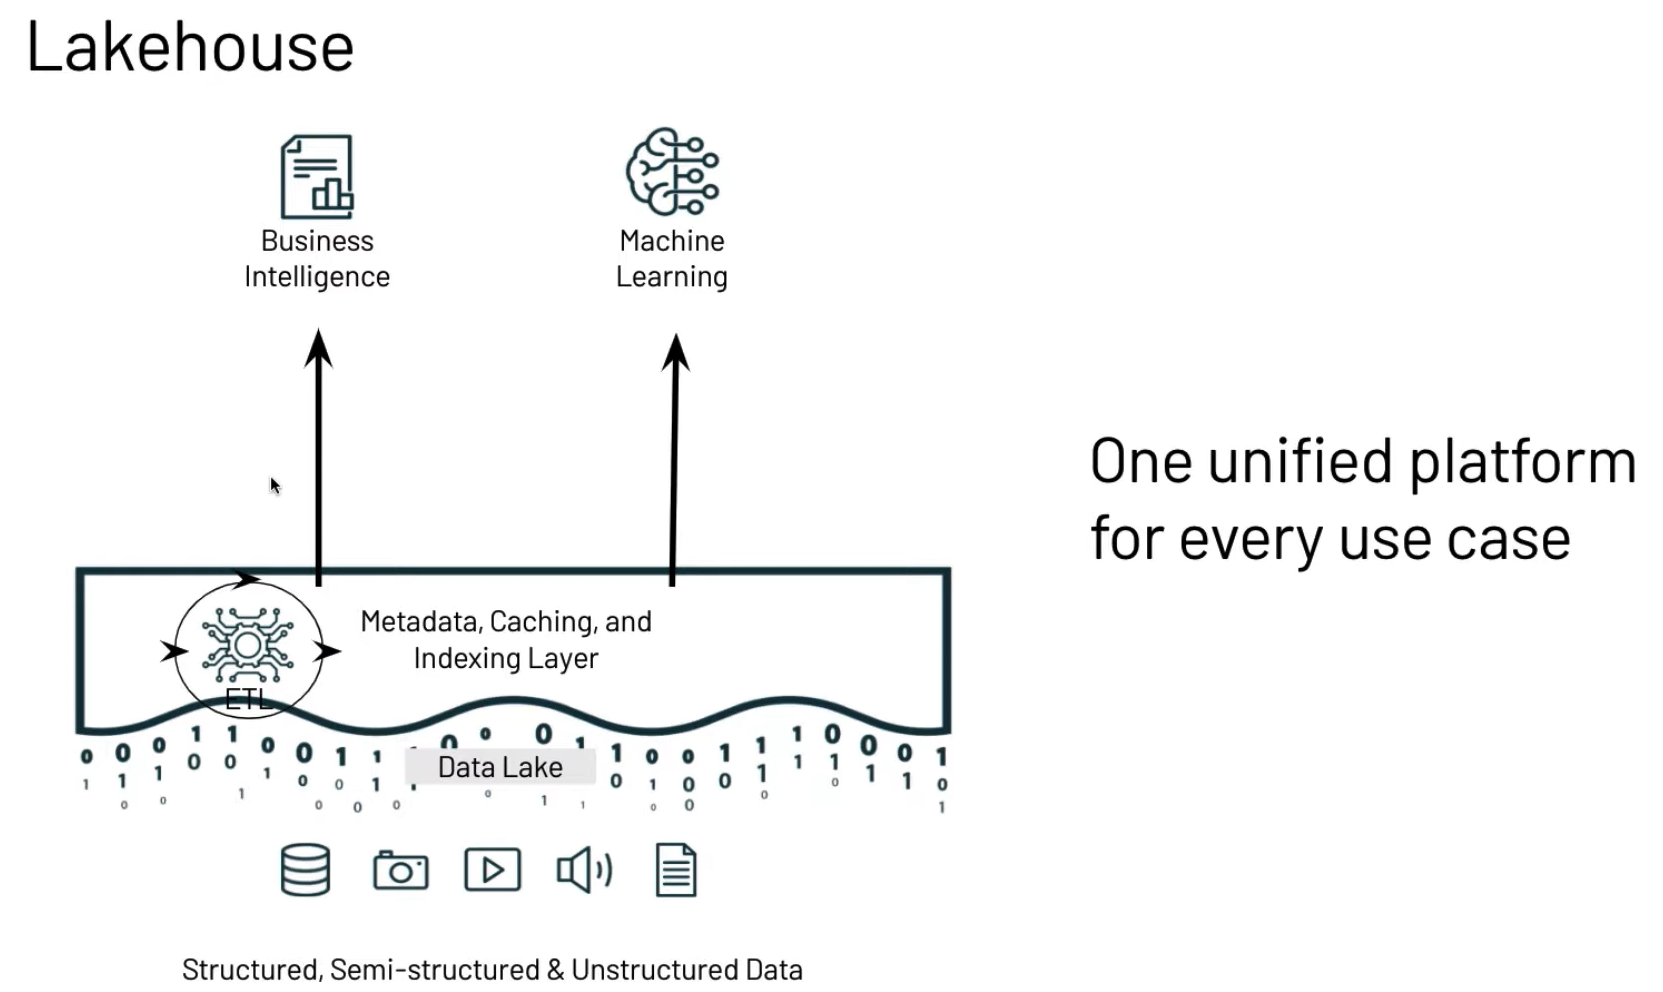 Lakehouse
Business
Intelligence
Machine
Learning
One unified platform
for every use case
Metadata, Caching, and
Indexing Layer
ETL
Data Lake
Structured, Semi-structured & Unstructured Data